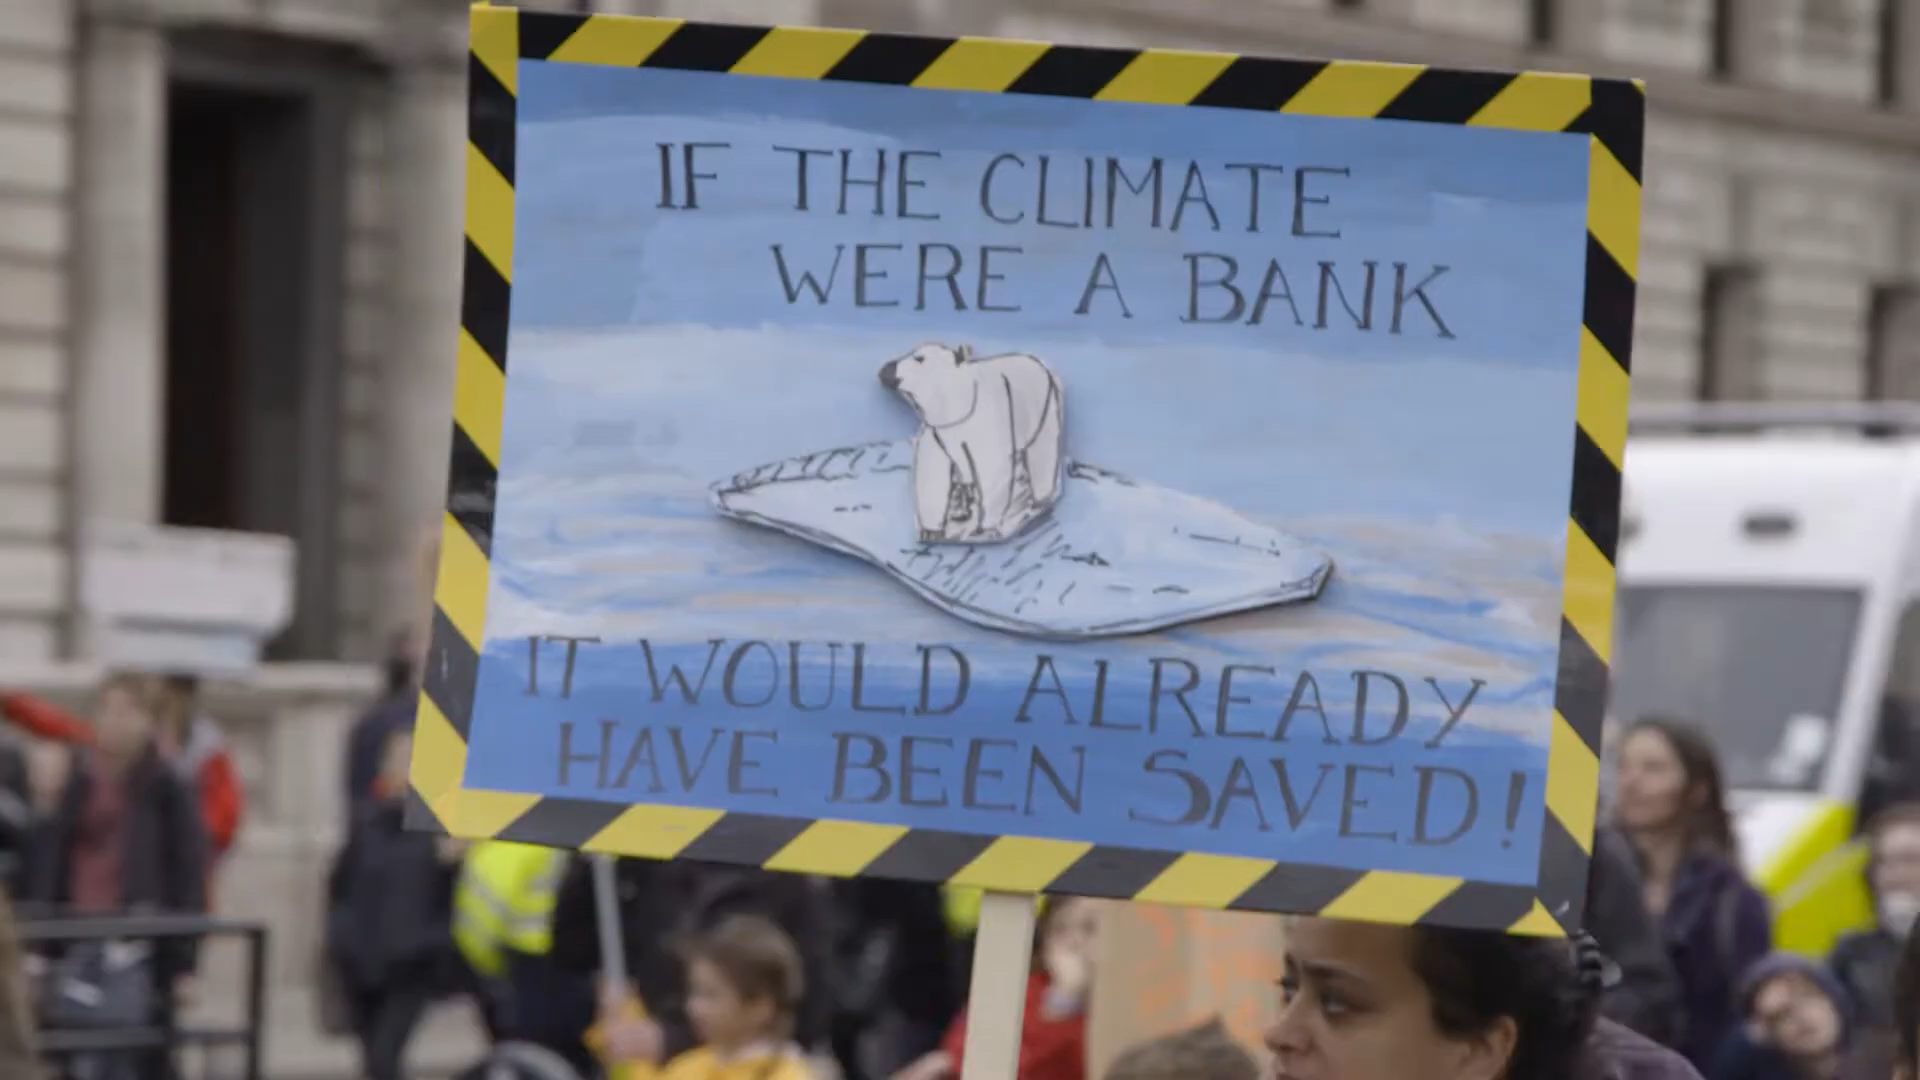 IF THE CLIMATE
WERE A BANK
IT WOULD ALREADY
HAVE BEEN SAVED!